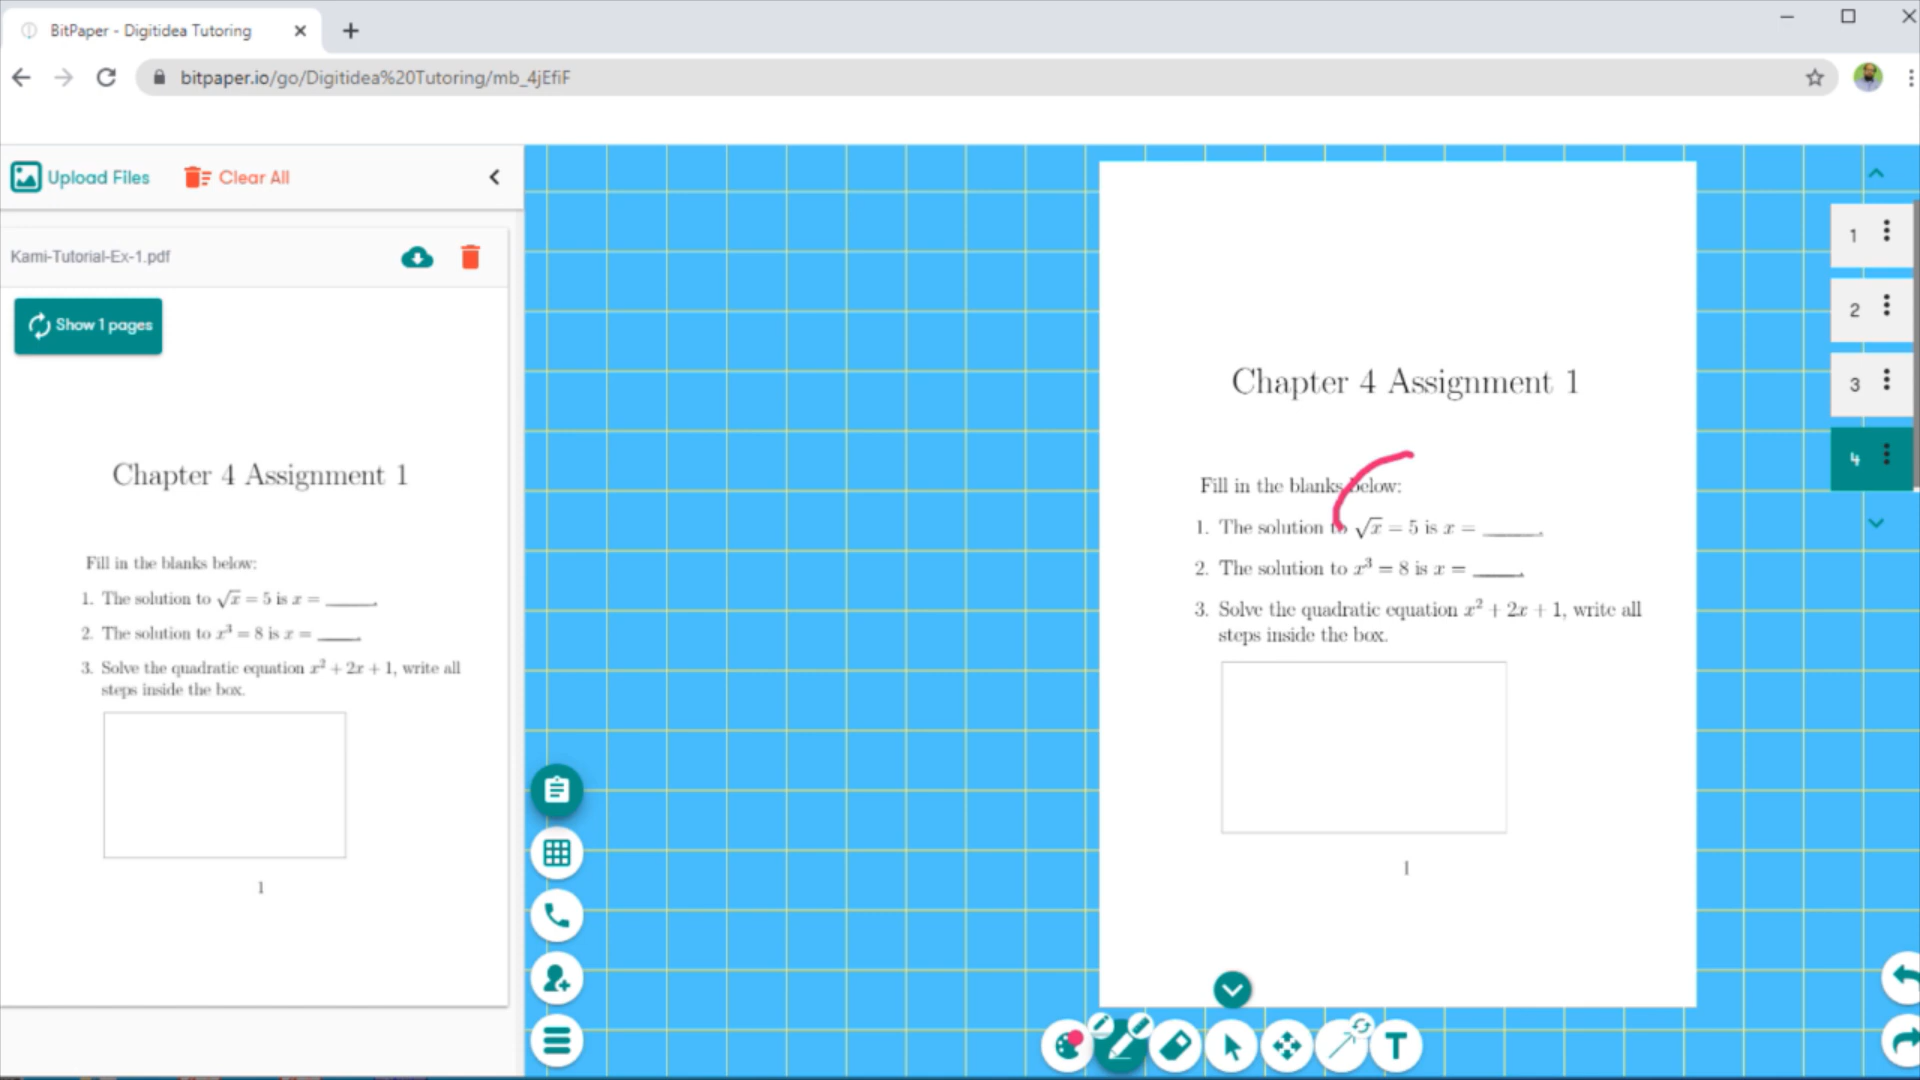 BitPaper - Digitidea Tutoring
bitpaper.io/go/Digitidea%20Tutoring/mb_4jEfiF
Upload Files
Clear All
Kami-Tutorial-Ex-1.pdf
Show 1 pages
Chapter 4 Assignment 1
Fill in the blanks below:
1. The solution to √x = 5 is x = ______.
2. The solution to x³ = 8 is x = _____.
3. Solve the quadratic equation x² + 2x + 1, write all
steps inside the box.
1
Chapter 4 Assignment 1
Fill in the blanks below:
1. The solution to √x = 5 is x = ______.
2. The solution to x³ = 8 is x = _____.
3. Solve the quadratic equation x² + 2x + 1, write all
steps inside the box.
1
1
2
3
4
T